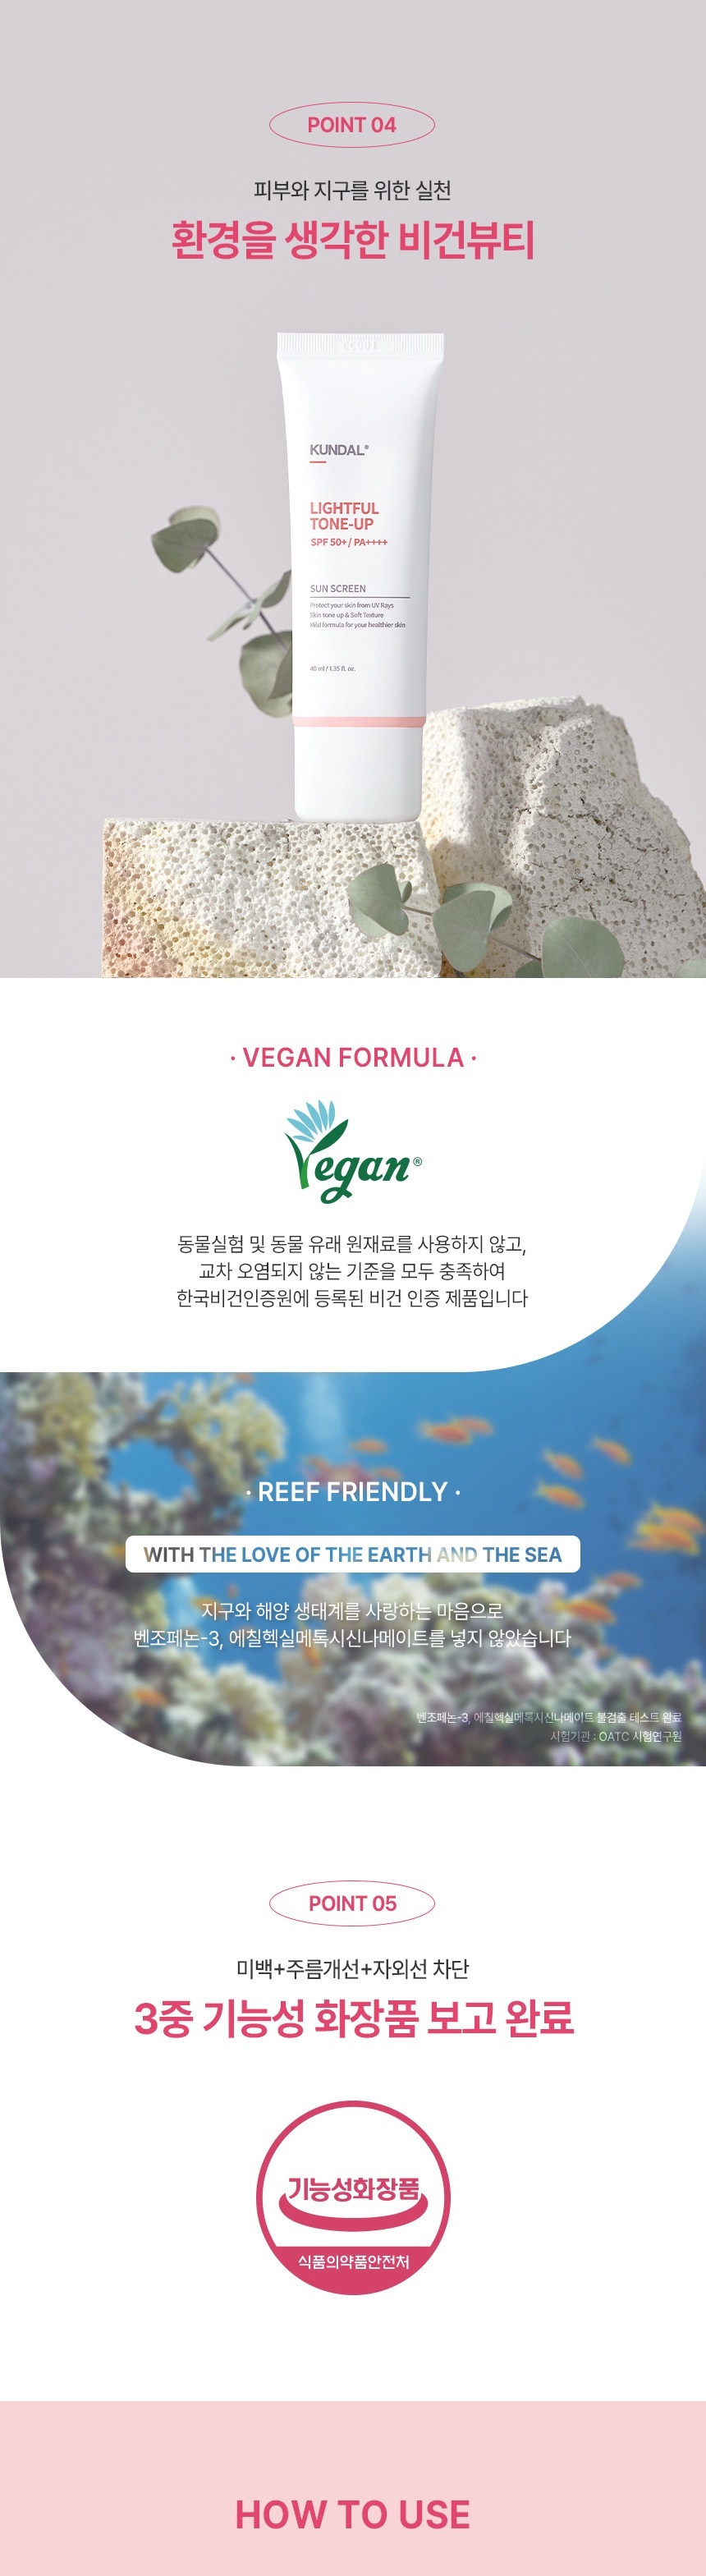 POINT 04
피부와 지구를 위한 실천
환경을 생각한 비건뷰티
KUNDAL®
LIGHTFUL
TONE-UP
SPF 50+ / PA++++
SUN SCREEN
Protect your skin from UV Rays
Skin tone up & Soft Texture
Mild formula for your healthier skin
40 ml / 1.35 fl. oz.
· VEGAN FORMULA ·
Vegan®
동물실험 및 동물 유래 원재료를 사용하지 않고,
교차 오염되지 않는 기준을 모두 충족하여
한국비건인증원에 등록된 비건 인증 제품입니다
· REEF FRIENDLY ·
WITH THE LOVE OF THE EARTH AND THE SEA
지구와 해양 생태계를 사랑하는 마음으로
벤조페논-3, 에칠헥실메톡시신나메이트를 넣지 않았습니다
벤조페논-3, 에칠헥실메톡시신나메이트 불검출 테스트 완료
시험기관 : OATC 시험연구원
POINT 05
미백+주름개선+자외선 차단
3중 기능성 화장품 보고 완료
기능성화장품
식품의약품안전처
HOW TO USE